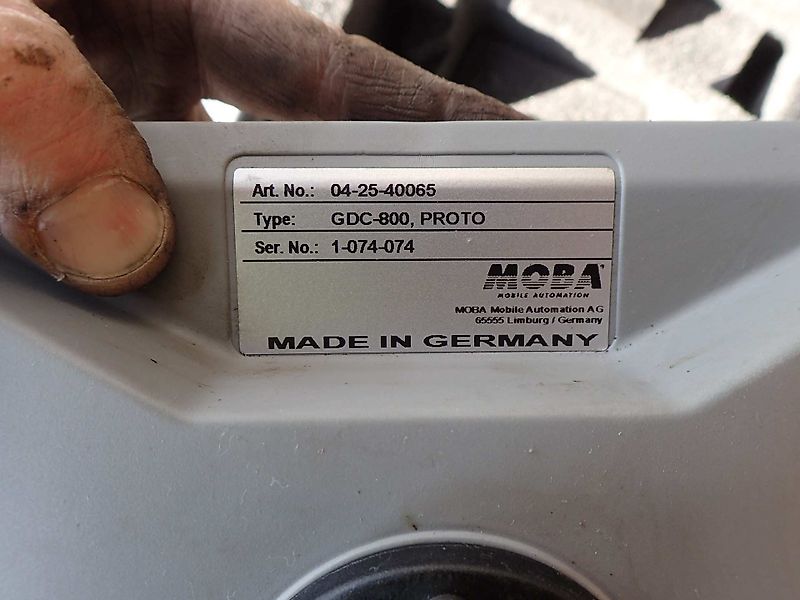 Art. No.: 04-25-40065
Type: GDC-800, PROTO
Ser. No.: 1-074-074
MOBA
MOBILE AUTOMATION
MOBA Mobile Automation AG
65555 Limburg / Germany
MADE IN GERMANY